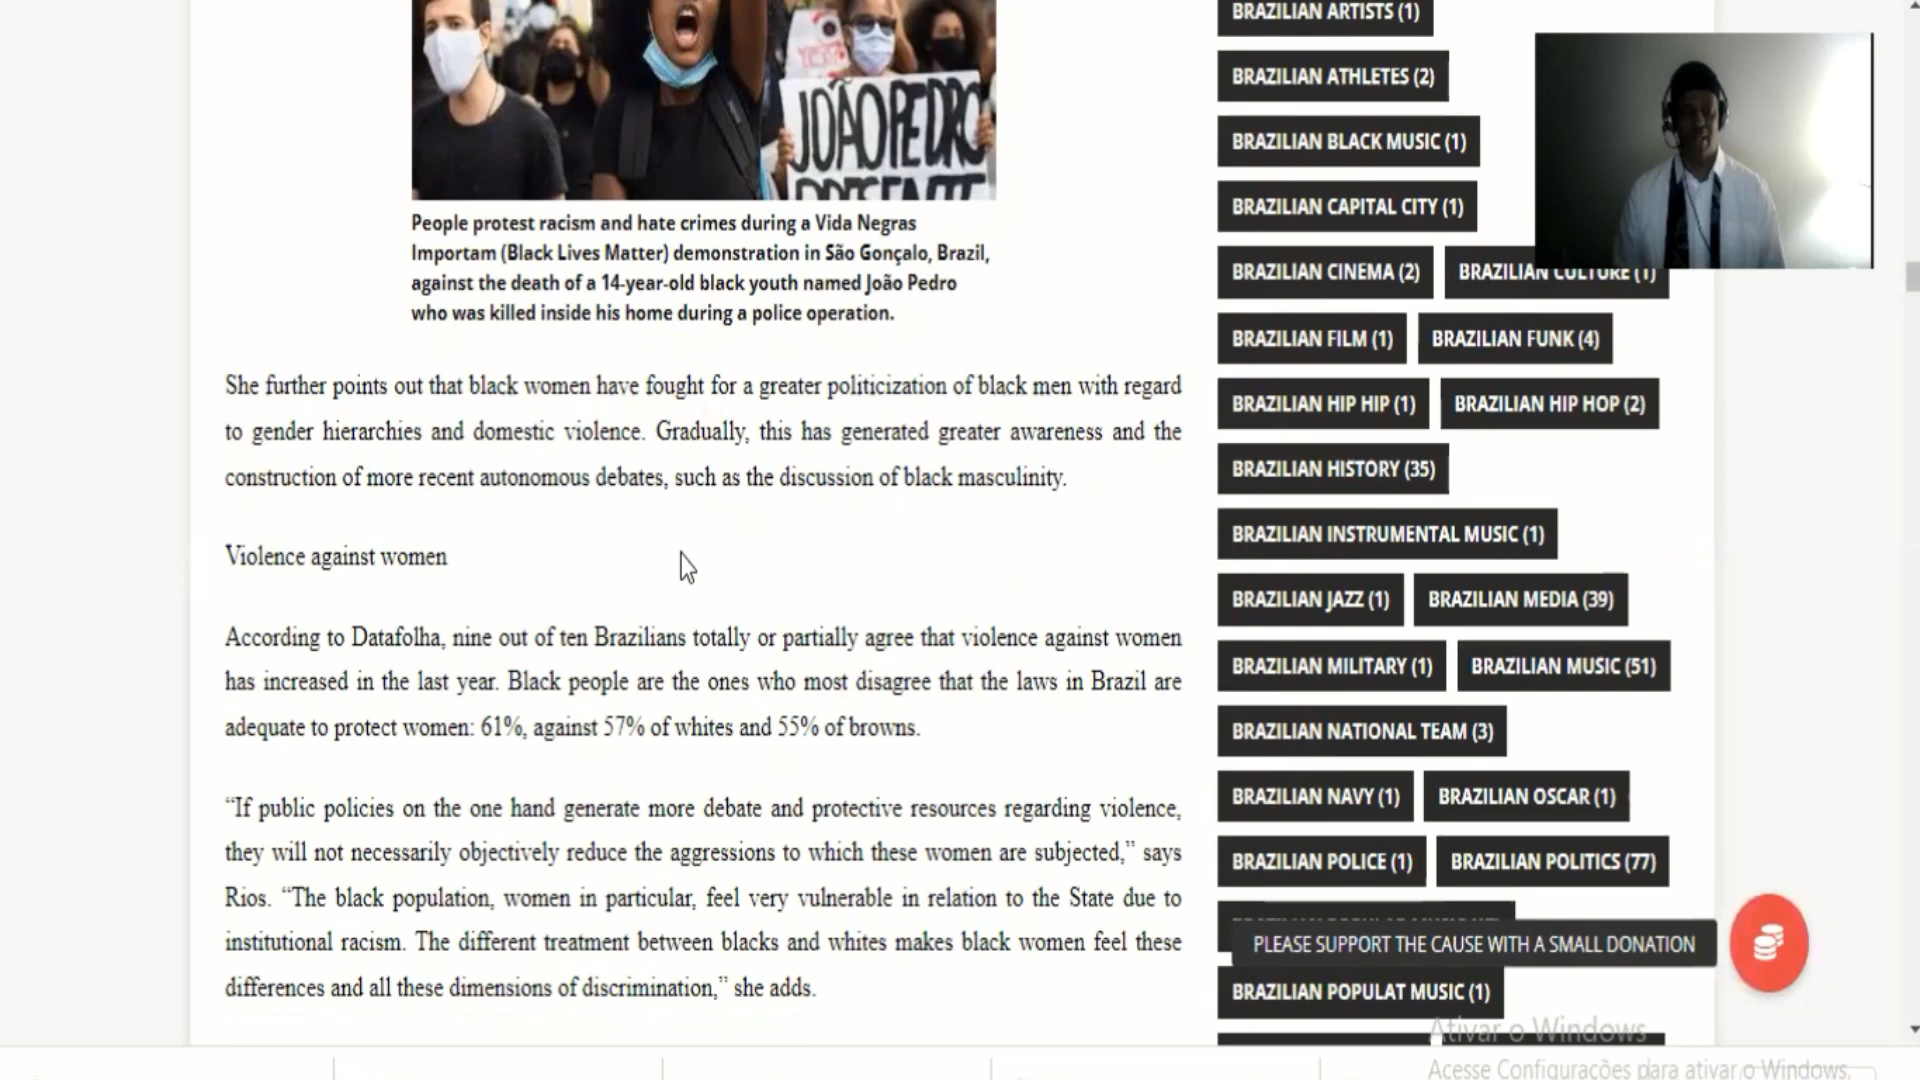 JOÃO PEDRO
PRESENTE
People protest racism and hate crimes during a Vida Negras
Importam (Black Lives Matter) demonstration in São Gonçalo, Brazil,
against the death of a 14-year-old black youth named João Pedro
who was killed inside his home during a police operation.
She further points out that black women have fought for a greater politicization of black men with regard
to gender hierarchies and domestic violence. Gradually, this has generated greater awareness and the
construction of more recent autonomous debates, such as the discussion of black masculinity.
Violence against women
According to Datafolha, nine out of ten Brazilians totally or partially agree that violence against women
has increased in the last year. Black people are the ones who most disagree that the laws in Brazil are
adequate to protect women: 61%, against 57% of whites and 55% of browns.
“If public policies on the one hand generate more debate and protective resources regarding violence,
they will not necessarily objectively reduce the aggressions to which these women are subjected,” says
Rios. “The black population, women in particular, feel very vulnerable in relation to the State due to
institutional racism. The different treatment between blacks and whites makes black women feel these
differences and all these dimensions of discrimination,” she adds.
BRAZILIAN ARTISTS (1)
BRAZILIAN ATHLETES (2)
BRAZILIAN BLACK MUSIC (1)
BRAZILIAN CAPITAL CITY (1)
BRAZILIAN CINEMA (2) BRAZILIAN CULTURE (1)
BRAZILIAN FILM (1) BRAZILIAN FUNK (4)
BRAZILIAN HIP HIP (1) BRAZILIAN HIP HOP (2)
BRAZILIAN HISTORY (35)
BRAZILIAN INSTRUMENTAL MUSIC (1)
BRAZILIAN JAZZ (1) BRAZILIAN MEDIA (39)
BRAZILIAN MILITARY (1) BRAZILIAN MUSIC (51)
BRAZILIAN NATIONAL TEAM (3)
BRAZILIAN NAVY (1) BRAZILIAN OSCAR (1)
BRAZILIAN POLICE (1) BRAZILIAN POLITICS (77)
PLEASE SUPPORT THE CAUSE WITH A SMALL DONATION
BRAZILIAN POPULAT MUSIC (1)
Ativar o Windows
Acesse Configurações para ativar o Windows.